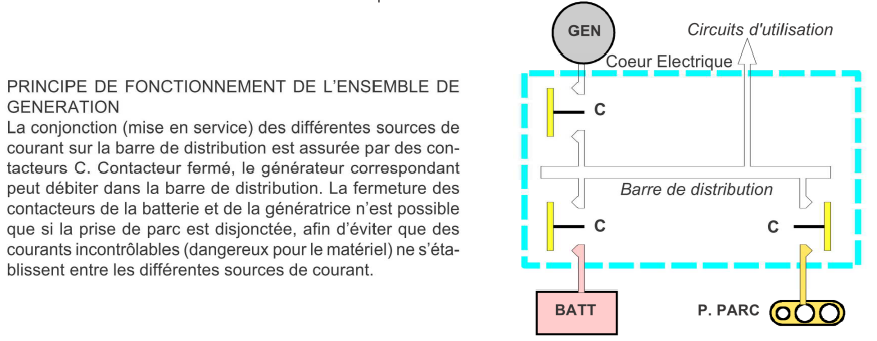 PRINCIPE DE FONCTIONNEMENT DE L'ENSEMBLE DE
GENERATION
La conjonction (mise en service) des différentes sources de
courant sur la barre de distribution est assurée par des con-
tacteurs C. Contacteur fermé, le générateur correspondant
peut débiter dans la barre de distribution. La fermeture des
contacteurs de la batterie et de la génératrice n'est possible
que si la prise de parc est disjonctée, afin d'éviter que des
courants incontrôlables (dangereux pour le matériel) ne s'éta-
blissent entre les différentes sources de courant.
GEN
Circuits d'utilisation
Coeur Electrique
C
Barre de distribution
C
C
BATT
P. PARC